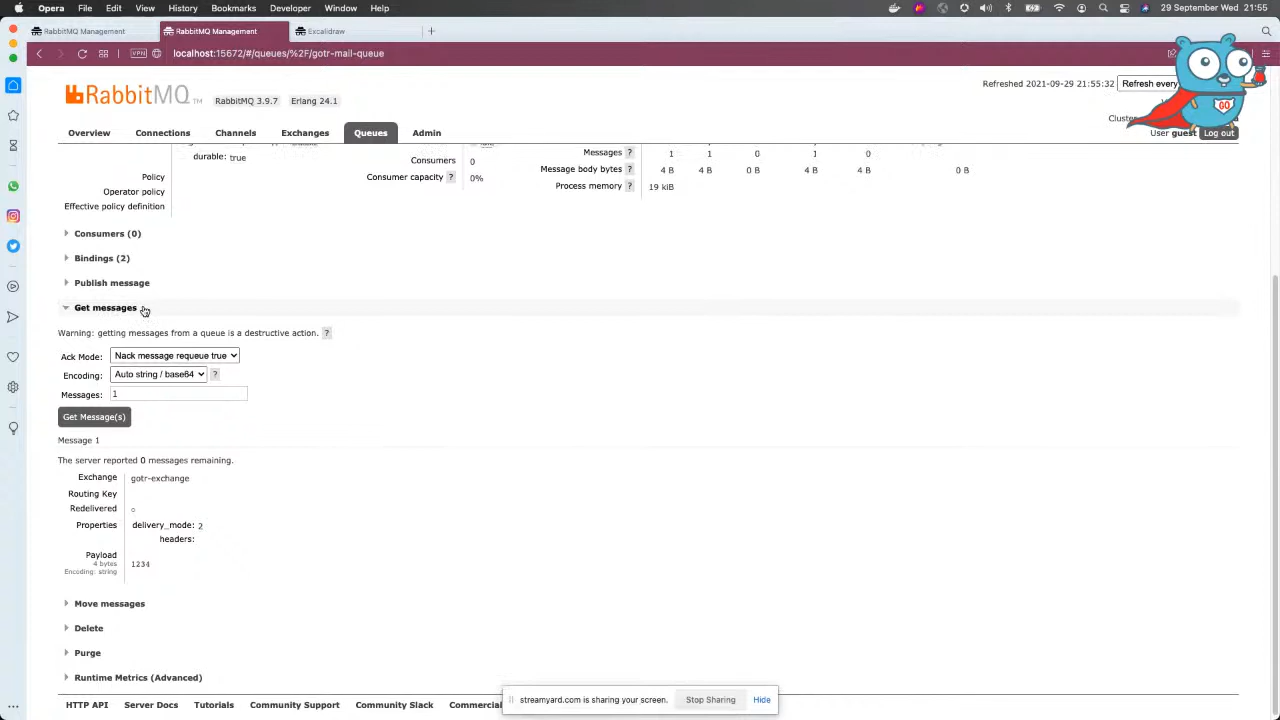 Opera File Edit View History Bookmarks Developer Window Help
29 September Wed 21:55
RabbitMQ Management
RabbitMQ Management
Excalidraw
VPN
localhost:15672/#/queues/%2F/gotr-mail-queue
Refreshed 2021-09-29 21:55:32 Refresh every
RabbitMQ TM RabbitMQ 3.9.7 Erlang 24.1
GO
Cluster
User guest Log out
Overview Connections Channels Exchanges Queues Admin
durable: true
Consumers 0
Messages ? 1 1 0 1 0
Consumer capacity ? 0%
Message body bytes ? 4 B 4 B 0 B 4 B 4 B 0 B
Process memory ? 19 kiB
Policy
Operator policy
Effective policy definition
Consumers (0)
Bindings (2)
Publish message
Get messages
Warning: getting messages from a queue is a destructive action. ?
Ack Mode: Nack message requeue true
Encoding: Auto string / base64 ?
Messages: 1
Get Message(s)
Message 1
The server reported 0 messages remaining.
Exchange gotr-exchange
Routing Key
Redelivered ○
Properties delivery_mode: 2
headers:
Payload
4 bytes
Encoding: string
1234
Move messages
Delete
Purge
Runtime Metrics (Advanced)
HTTP API Server Docs Tutorials Community Support Community Slack Commercial
streamyard.com is sharing your screen. Stop Sharing Hide